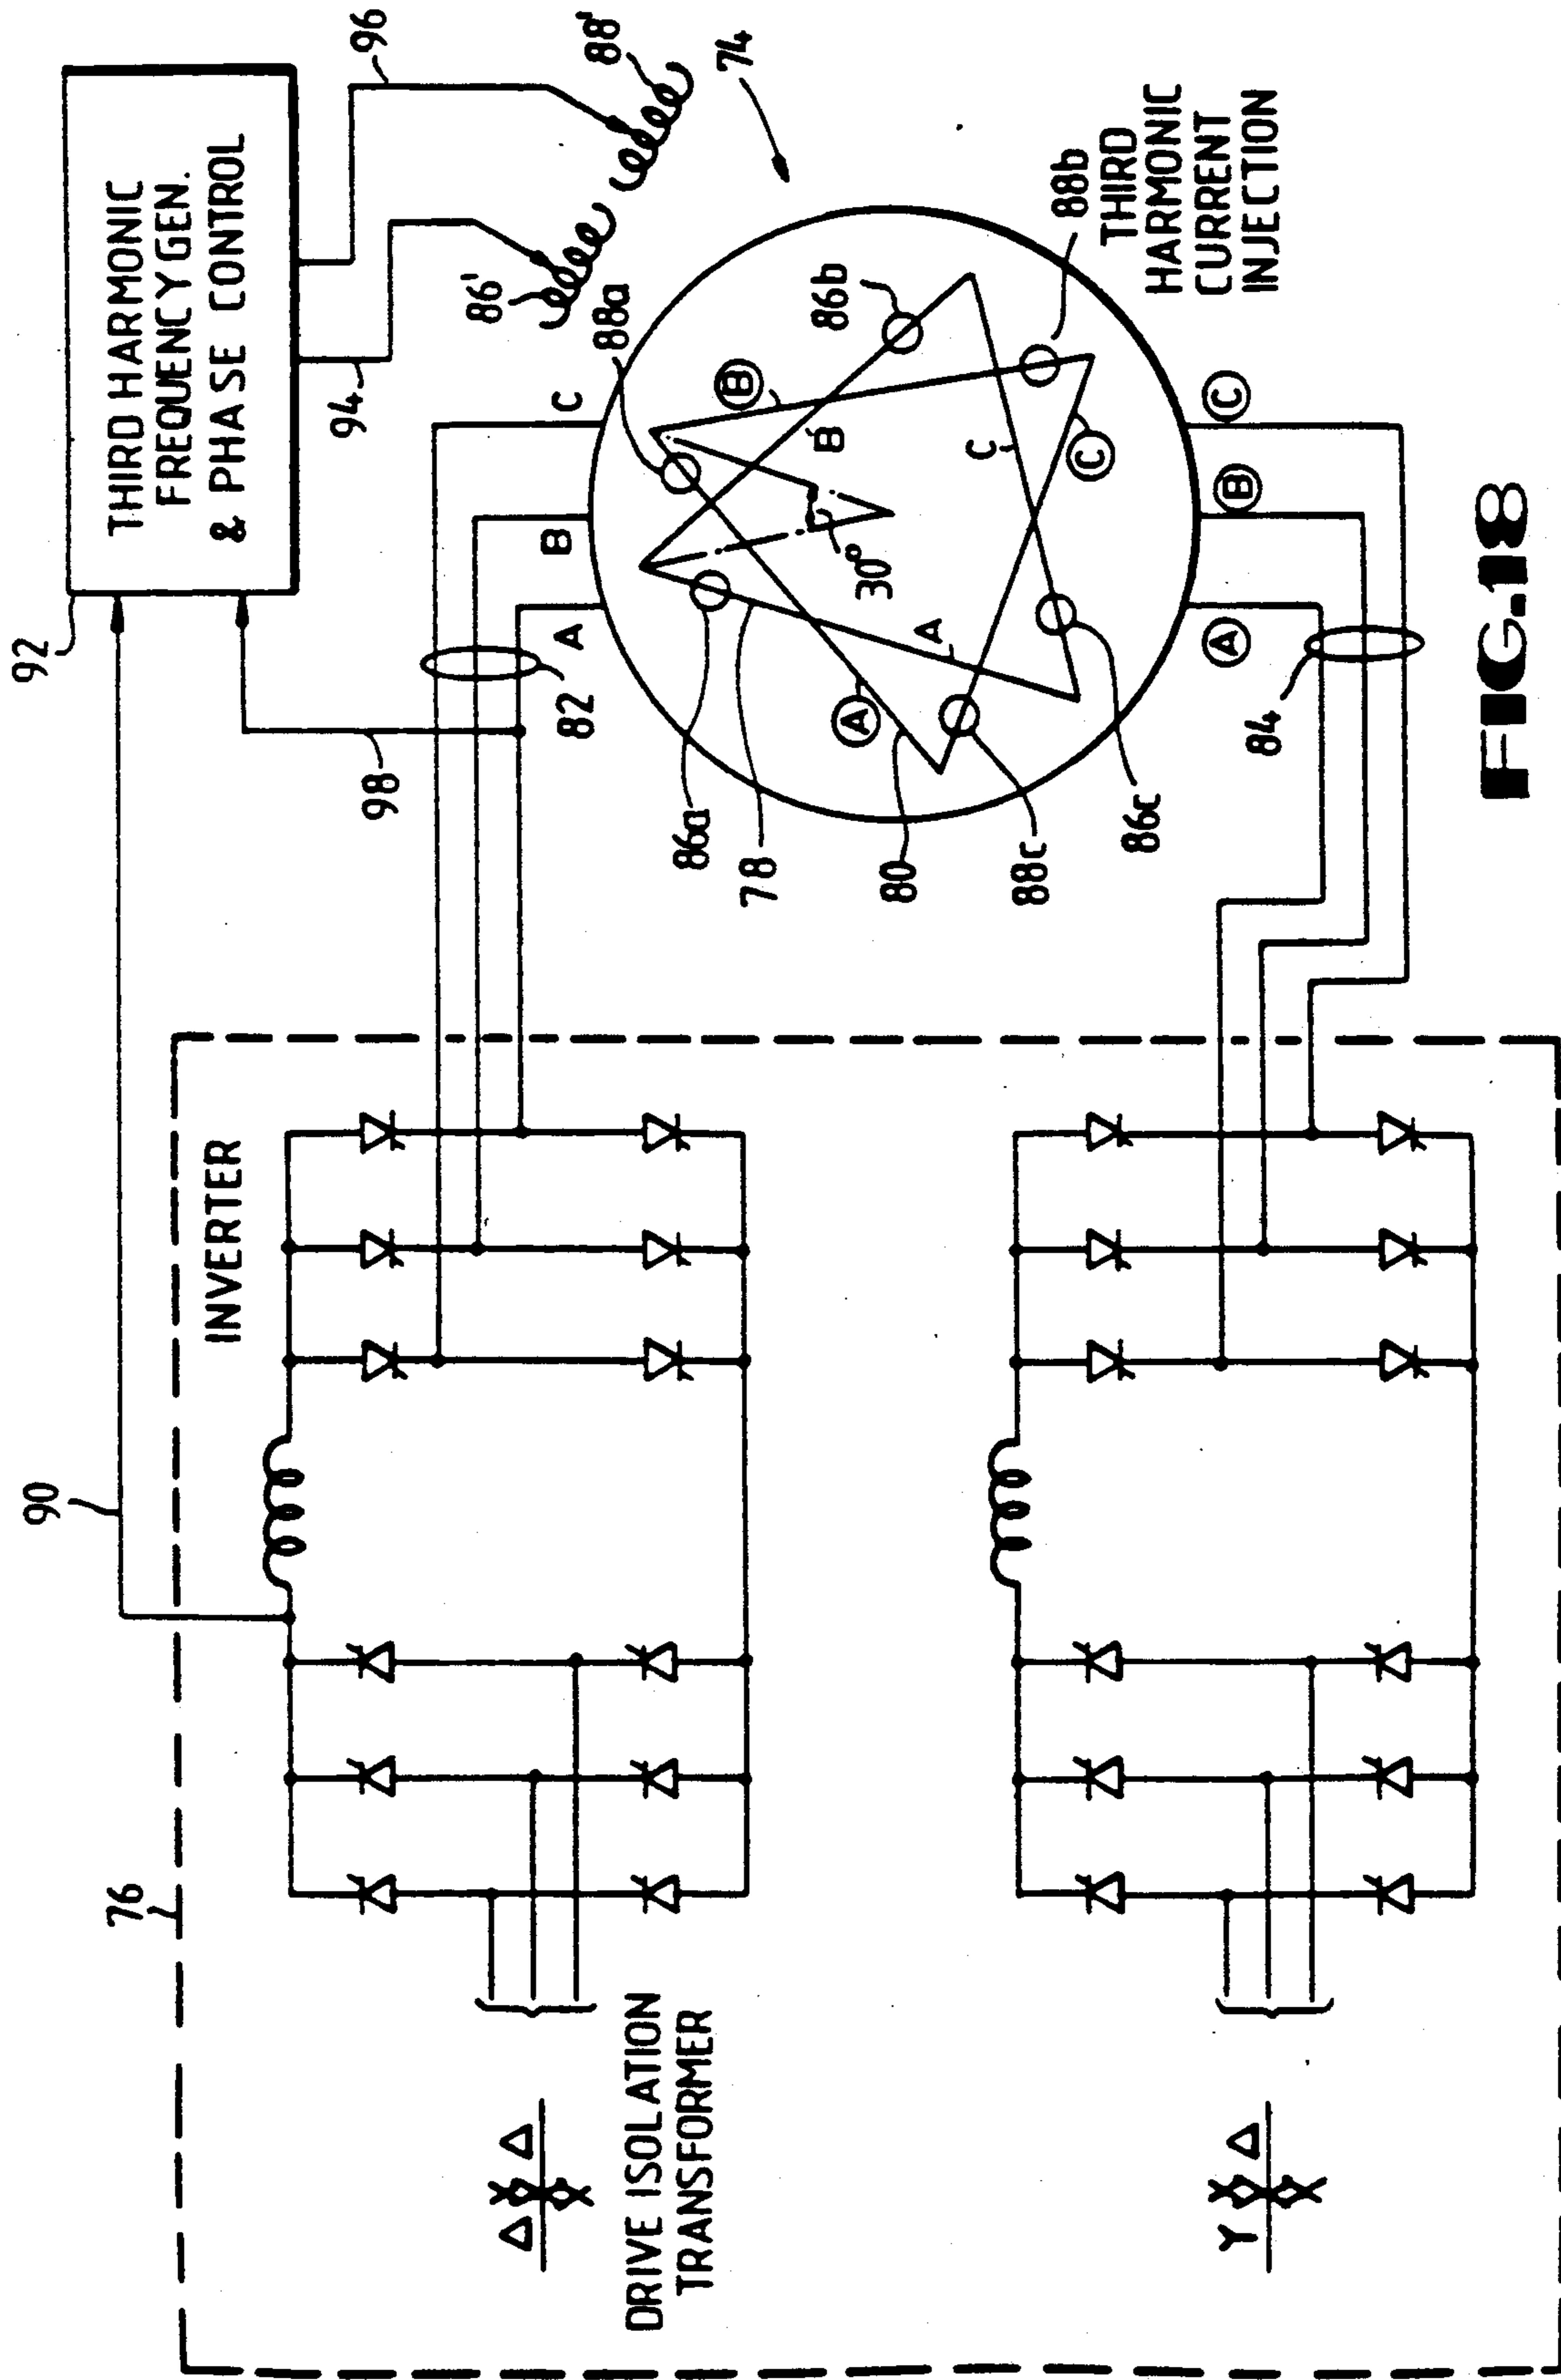 92
THIRD HARMONIC
FREQUENCY GEN.
& PHASE CONTROL
96
94
86'
88'
88a
74
90
76
INVERTER
98
82
A
B
C
86a
78
80
88c
86c
30°
A
B
C
A
B
C
86b
88b
THIRD
HARMONIC
CURRENT
INJECTION
A
B
C
84
Δ Δ
DRIVE ISOLATION
TRANSFORMER
Y Δ
FIG.18